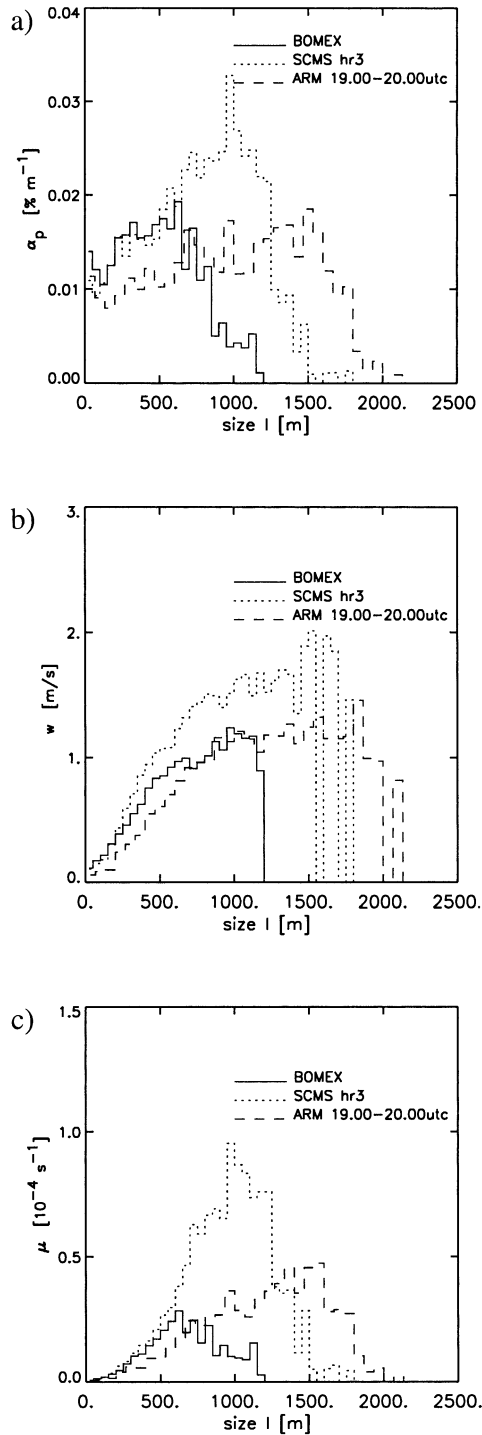 a)
0.04
BOMEX
SCMS hr3
ARM 19.00−20.00utc
0.03
αp [% m⁻¹]
0.02
0.01
0.00
0. 500. 1000. 1500. 2000. 2500
size l [m]
b)
3.
BOMEX
SCMS hr3
ARM 19.00−20.00utc
2.
w [m/s]
1.
0.
0. 500. 1000. 1500. 2000. 2500.
size l [m]
c)
1.5
BOMEX
SCMS hr3
ARM 19.00−20.00utc
1.0
μ [10⁻⁴ s⁻¹]
0.5
0.0
0. 500. 1000. 1500. 2000. 2500.
size l [m]